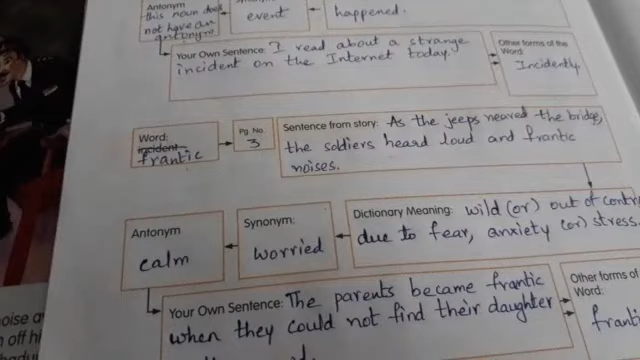 Antonym
this noun does
not have an
antonym
event
happened.
Your Own Sentence: I read about a strange
incident on the Internet today.
Other forms of the
Word:
Incidently
Word:
incident
frantic
Pg. No.
3
Sentence from story: As the jeeps neared the bridge,
the soldiers heard loud and frantic
noises.
Antonym
calm
Synonym:
worried
Dictionary Meaning: wild (or) out of
due to fear, anxiety (or) stress.
Your Own Sentence: The parents became frantic
when they could not find their daughter
Other forms of
Word: